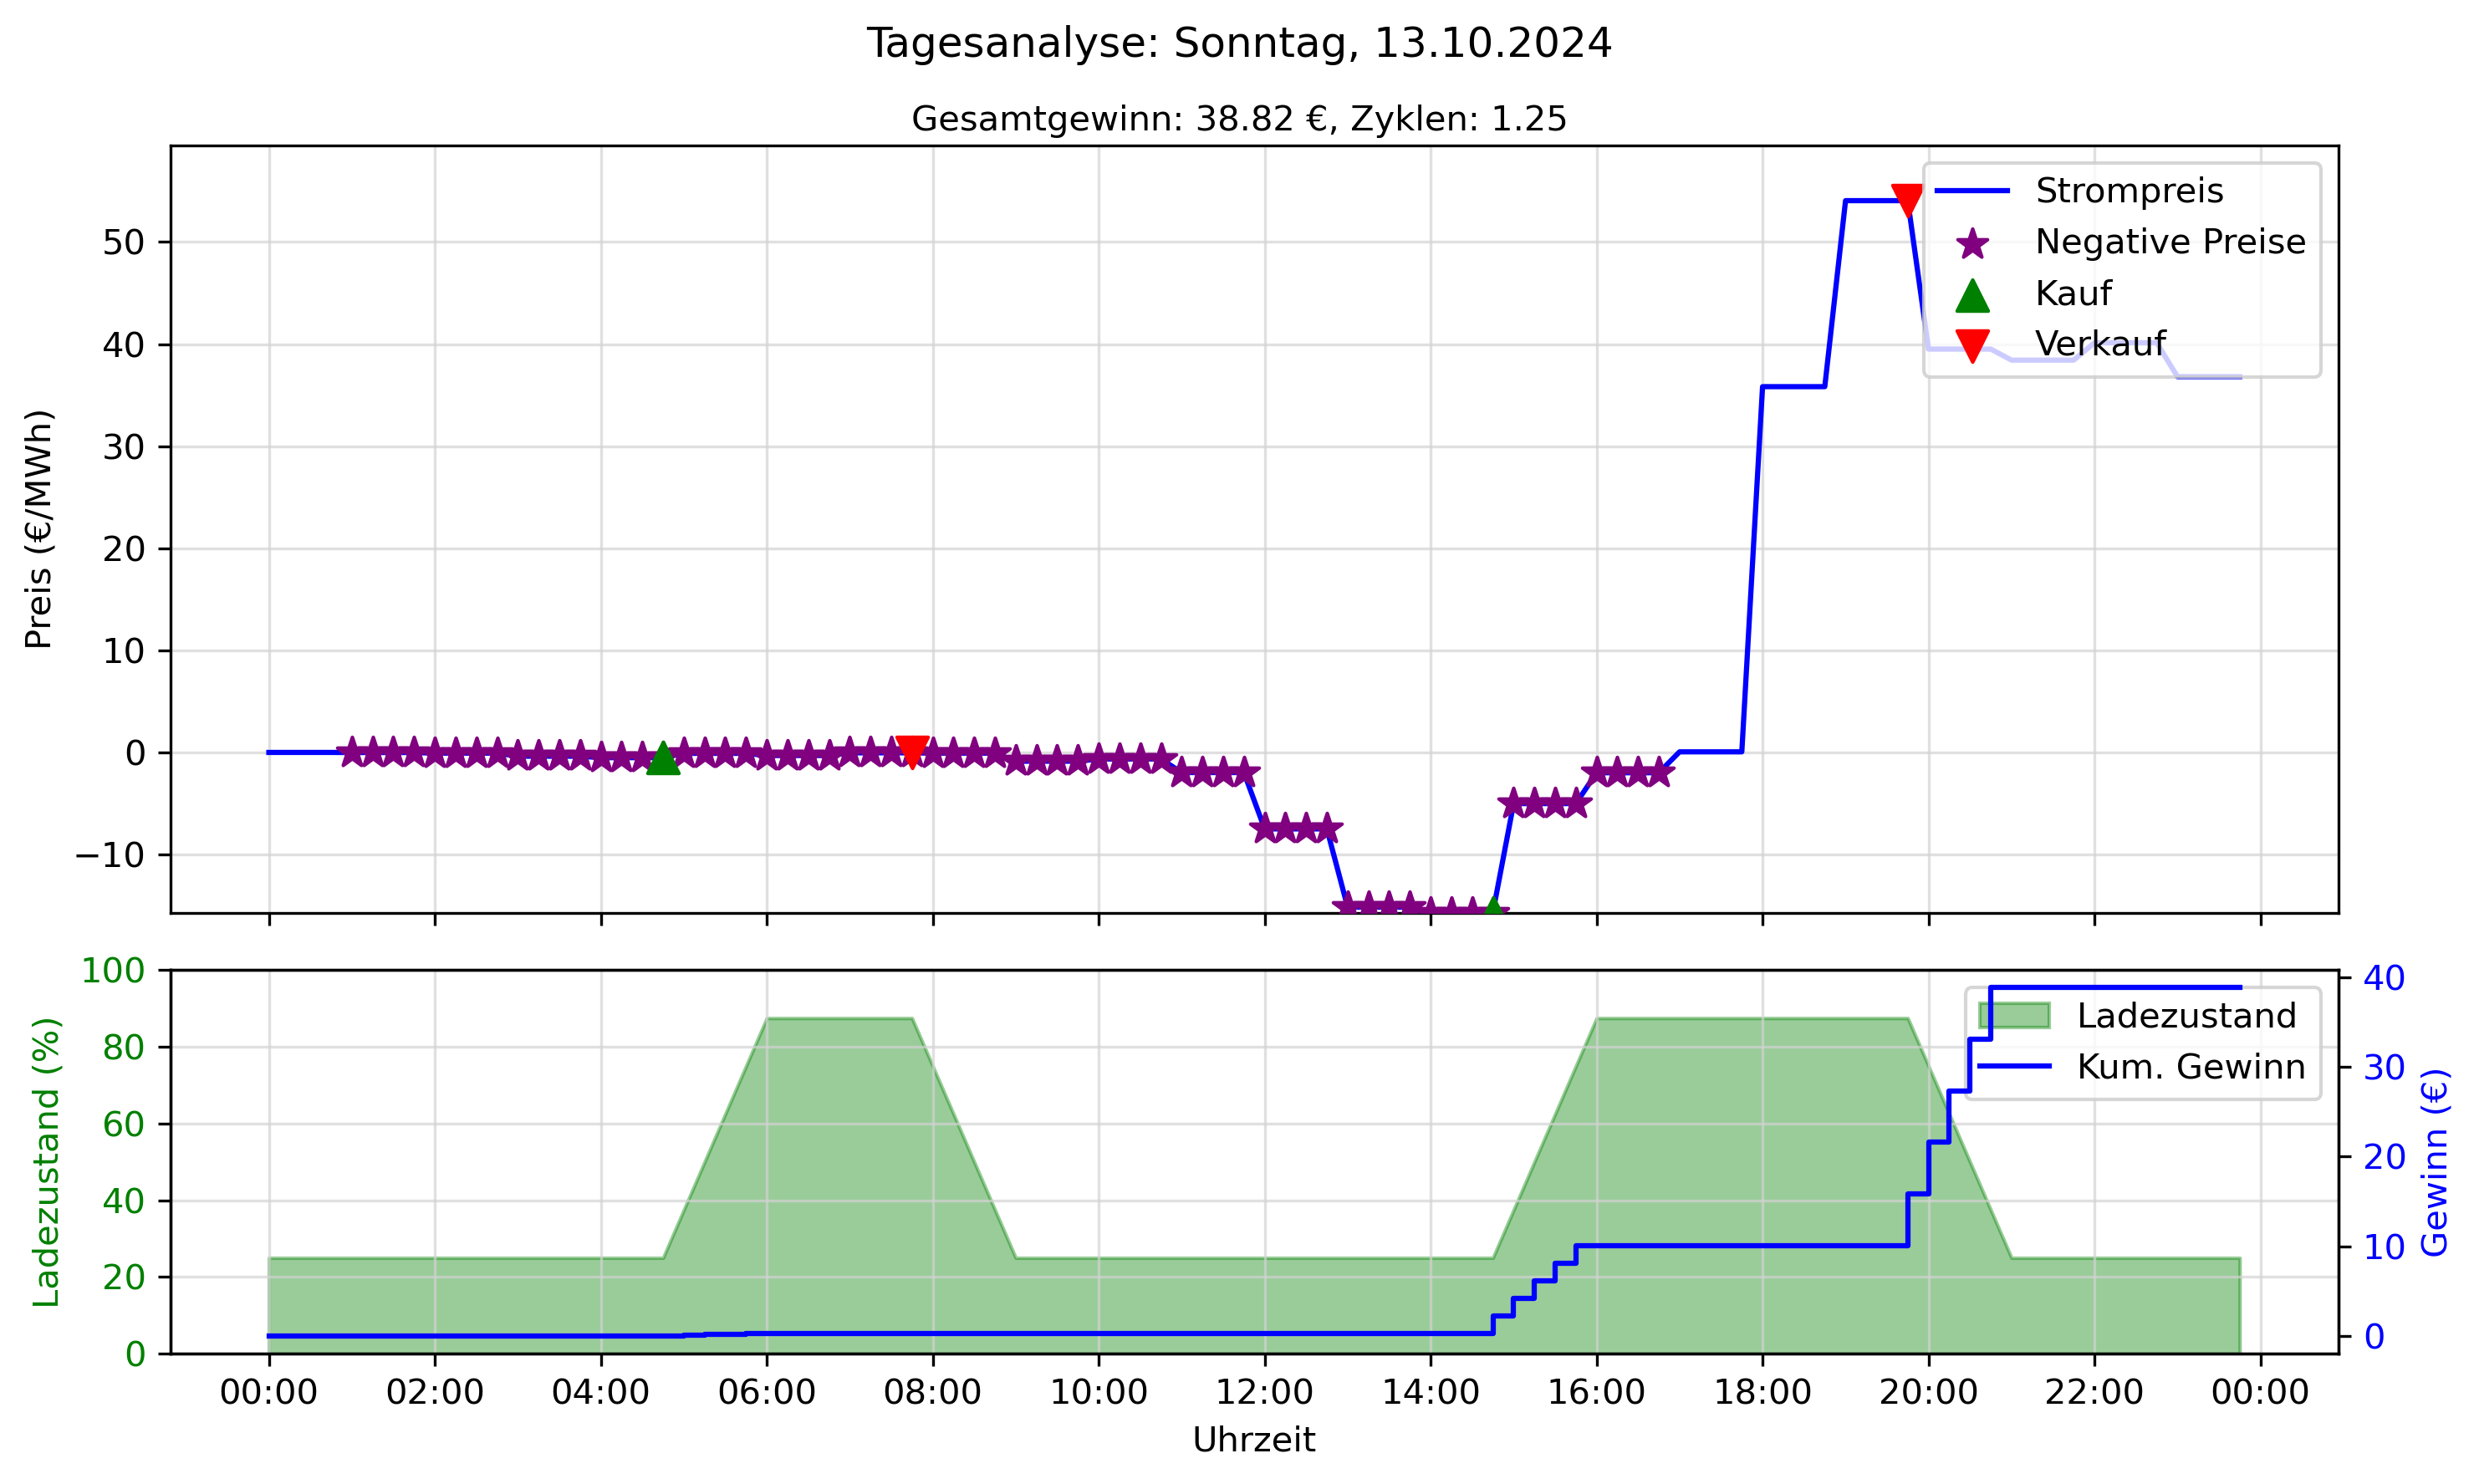 Tagesanalyse: Sonntag, 13.10.2024
Gesamtgewinn: 38.82 €, Zyklen: 1.25
Preis (€/MWh)
50
40
30
20
10
0
−10
Strompreis
Negative Preise
Kauf
Verkauf
Ladezustand (%)
100
80
60
40
20
0
Ladezustand
Kum. Gewinn
40
30
20
10
0
Gewinn (€)
00:00 02:00 04:00 06:00 08:00 10:00 12:00 14:00 16:00 18:00 20:00 22:00 00:00
Uhrzeit